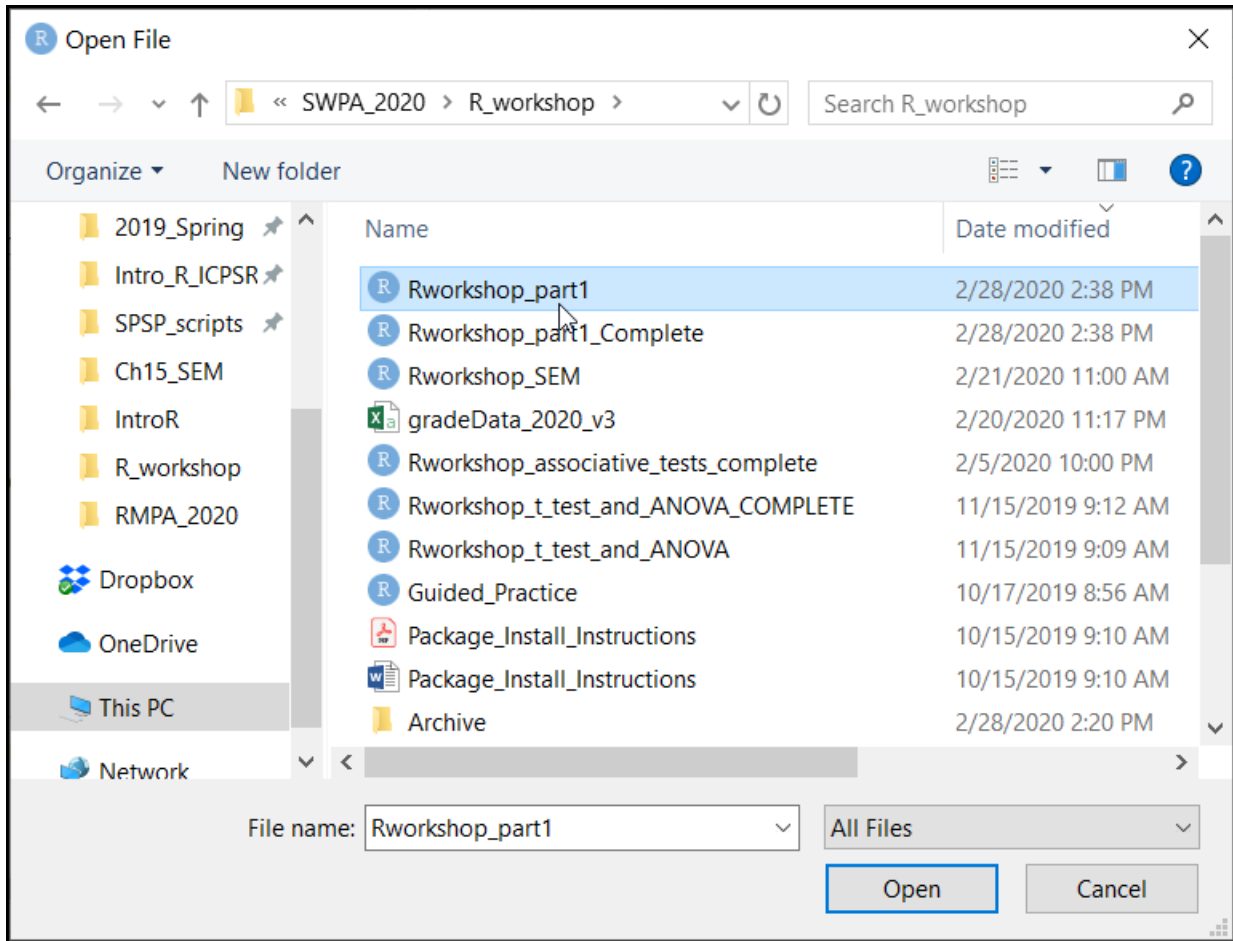 R Open File
« SWPA_2020 > R_workshop >
Search R_workshop
Organize
New folder
?
2019_Spring
Intro_R_ICPSR
SPSP_scripts
Ch15_SEM
IntroR
R_workshop
RMPA_2020
Dropbox
OneDrive
This PC
Network
Name Date modified
R Rworkshop_part1 2/28/2020 2:38 PM
R Rworkshop_part1_Complete 2/28/2020 2:38 PM
R Rworkshop_SEM 2/21/2020 11:00 AM
gradeData_2020_v3 2/20/2020 11:17 PM
R Rworkshop_associative_tests_complete 2/5/2020 10:00 PM
R Rworkshop_t_test_and_ANOVA_COMPLETE 11/15/2019 9:12 AM
R Rworkshop_t_test_and_ANOVA 11/15/2019 9:09 AM
R Guided_Practice 10/17/2019 8:56 AM
Package_Install_Instructions 10/15/2019 9:10 AM
Package_Install_Instructions 10/15/2019 9:10 AM
Archive 2/28/2020 2:20 PM
File name: Rworkshop_part1 All Files
Open Cancel